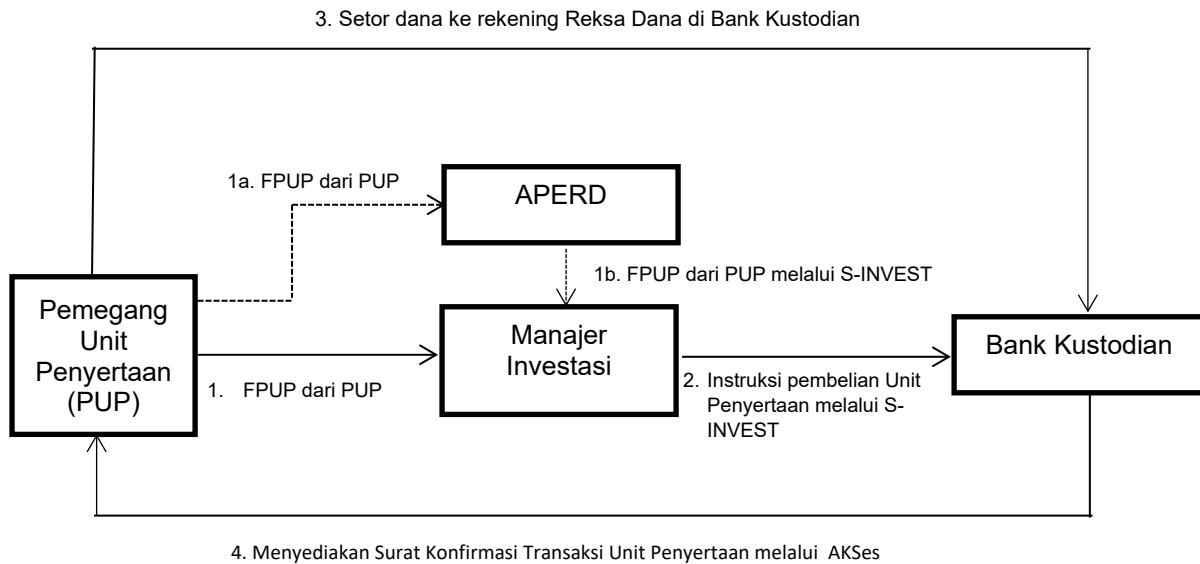 3. Setor dana ke rekening Reksa Dana di Bank Kustodian
1a. FPUP dari PUP
APERD
1b. FPUP dari PUP melalui S-INVEST
Pemegang
Unit
Penyertaan
(PUP)
Manajer
Investasi
Bank Kustodian
1. FPUP dari PUP
2. Instruksi pembelian Unit
Penyertaan melalui S-
INVEST
4. Menyediakan Surat Konfirmasi Transaksi Unit Penyertaan melalui AKSes